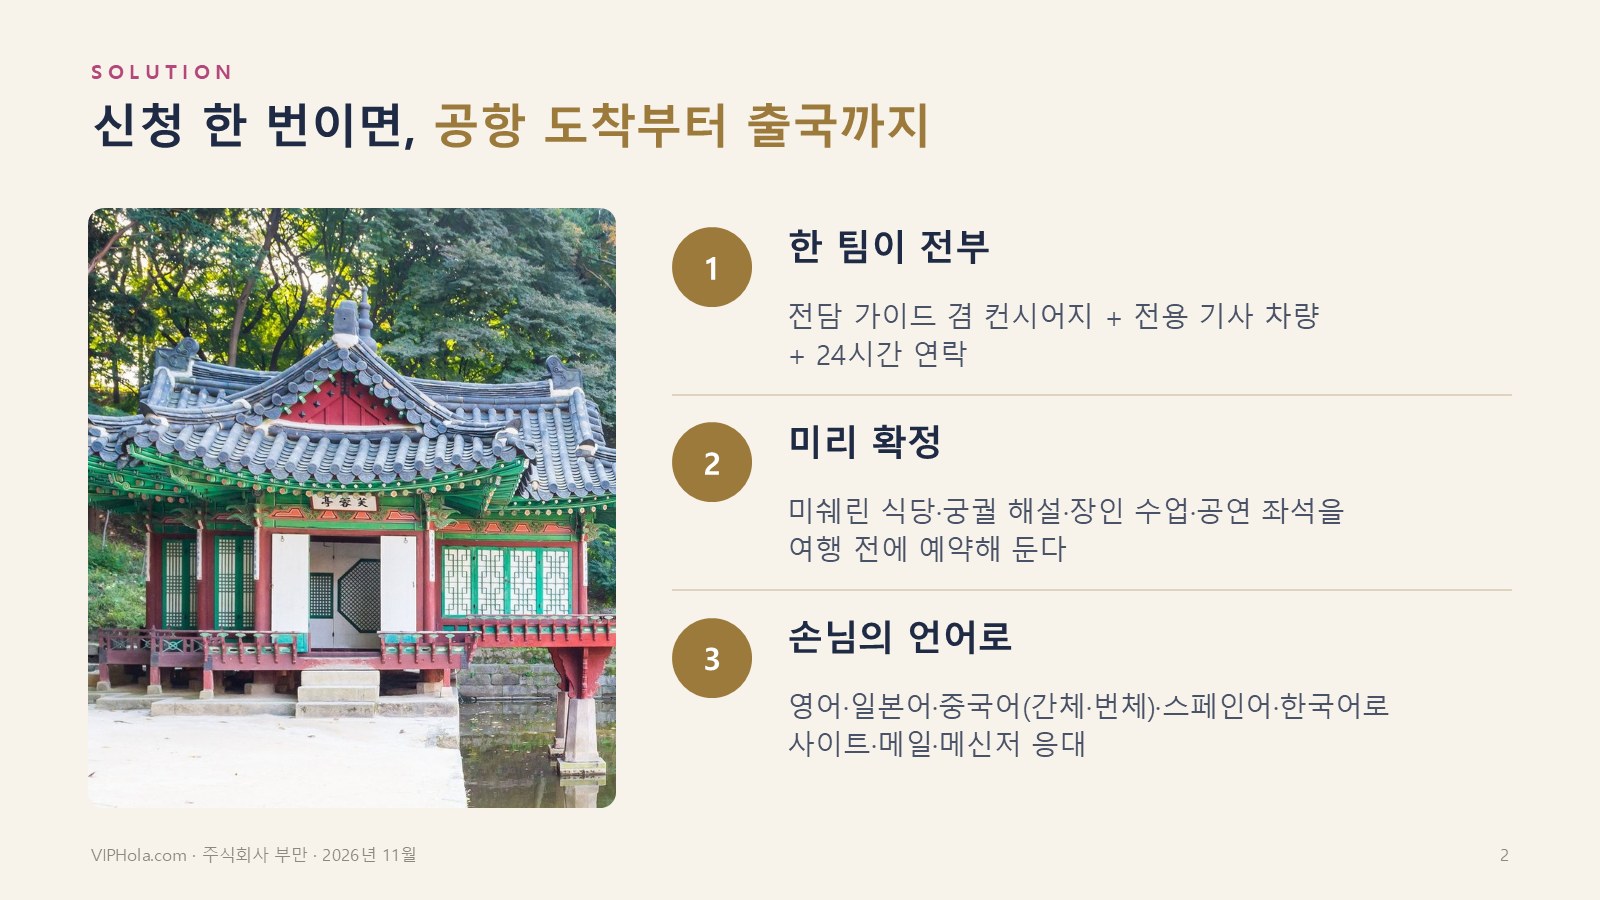 SOLUTION
신청 한 번이면, 공항 도착부터 출국까지
芙蓉亭
1
한 팀이 전부
전담 가이드 겸 컨시어지 + 전용 기사 차량
+ 24시간 연락
2
미리 확정
미쉐린 식당·궁궐 해설·장인 수업·공연 좌석을
여행 전에 예약해 둔다
3
손님의 언어로
영어·일본어·중국어(간체·번체)·스페인어·한국어로
사이트·메일·메신저 응대
VIPHola.com · 주식회사 부만 · 2026년 11월
2